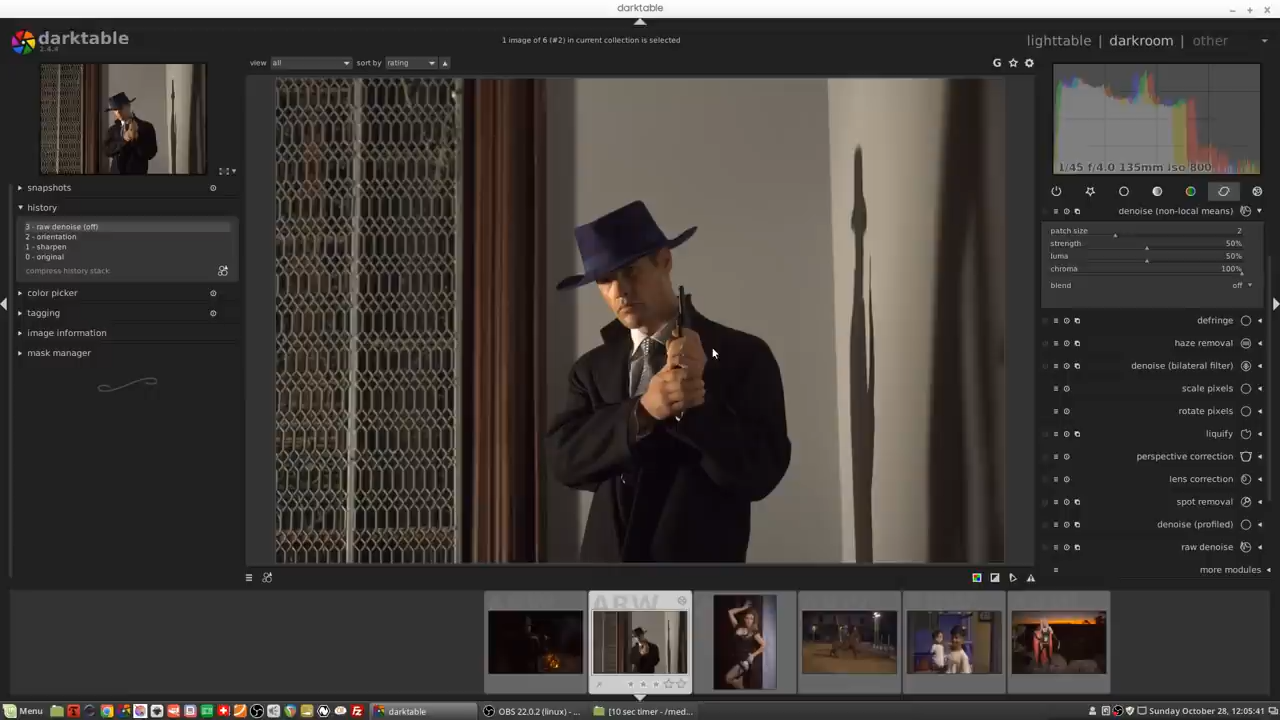 darktable
darktable
2.4.4
1 image of 6 (#2) in current collection is selected
lighttable | darkroom | other
view all sort by rating
G
1/45 f/4.0 135mm iso 800
snapshots
history
3 - raw denoise (off)
2 - orientation
1 - sharpen
0 - original
compress history stack
color picker
tagging
image information
mask manager
denoise (non-local means)
patch size 2
strength 50%
luma 50%
chroma 100%
blend off
defringe
haze removal
denoise (bilateral filter)
scale pixels
rotate pixels
liquify
perspective correction
lens correction
spot removal
denoise (profiled)
raw denoise
more modules
ARW
Menu
darktable
OBS 22.0.2 (linux) - ...
[10 sec timer - /med...
Sunday October 28, 12:05:41